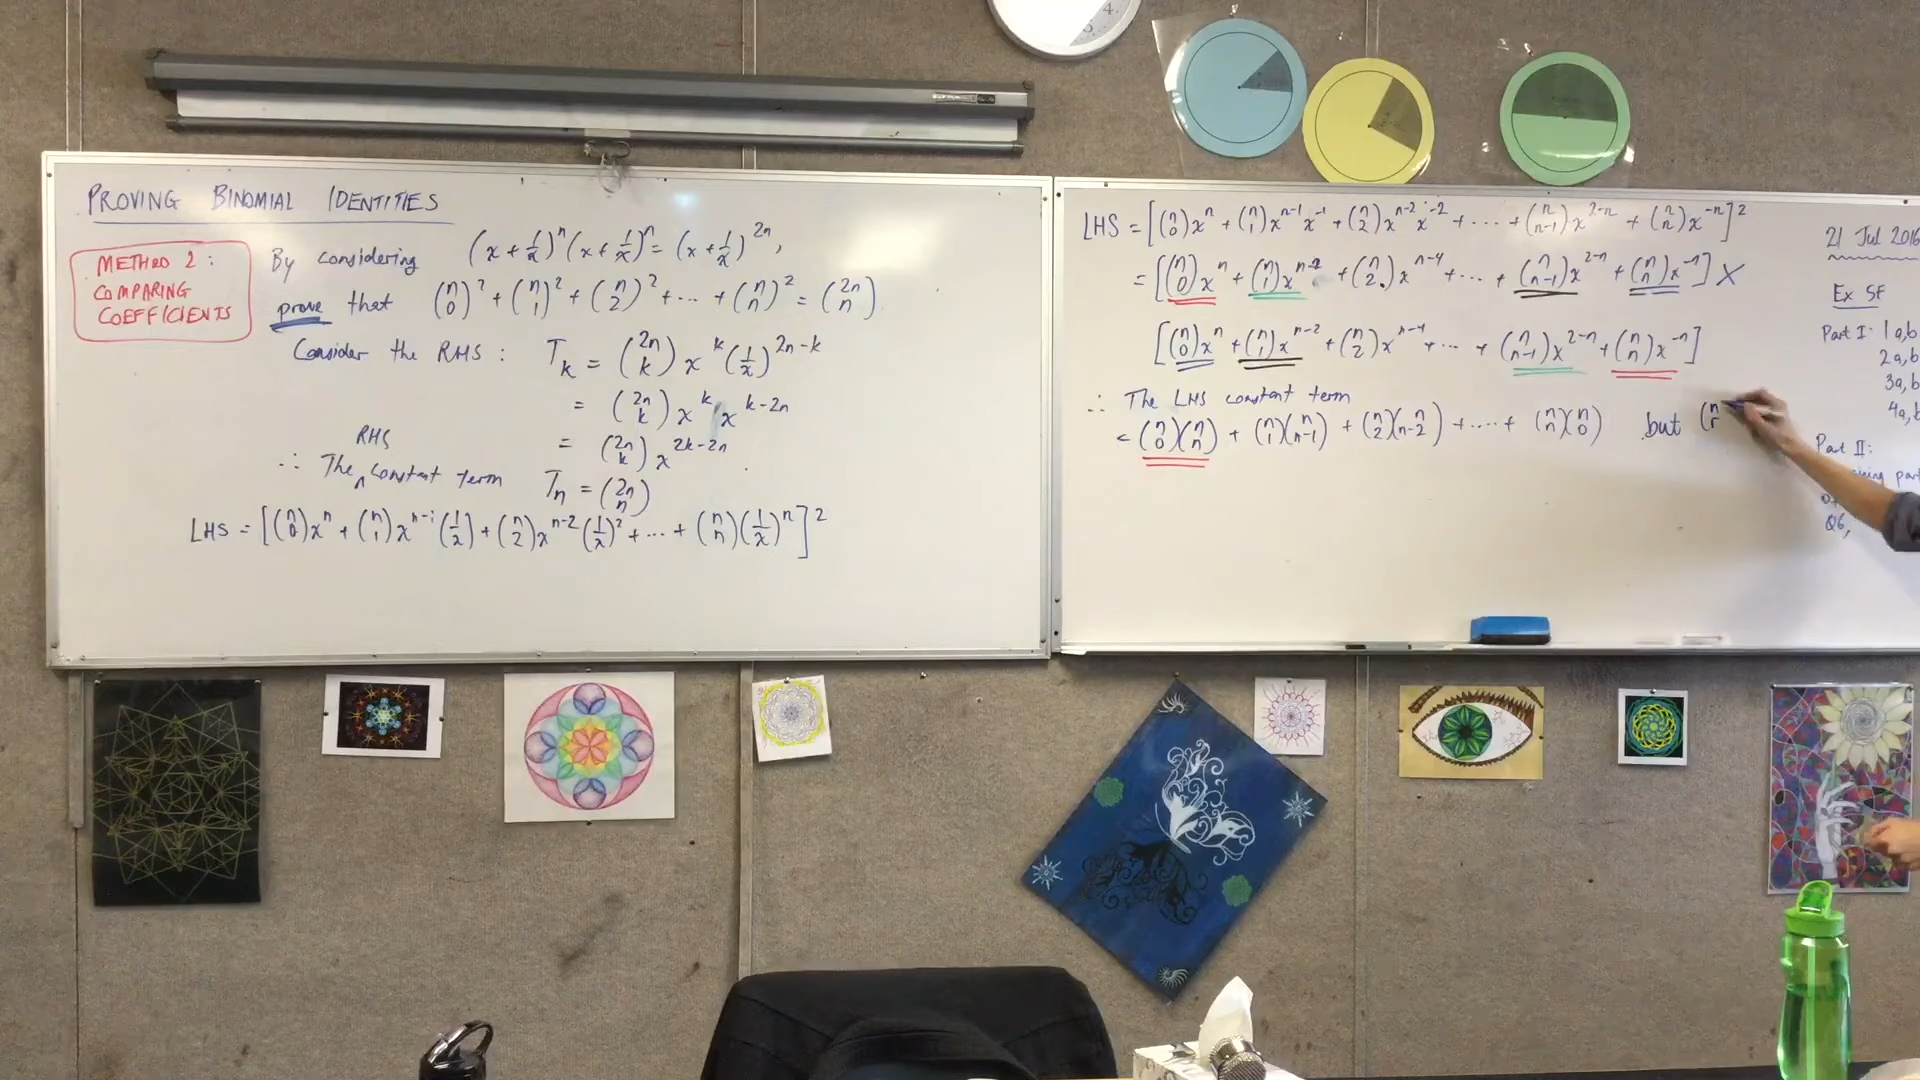 PROVING BINOMIAL IDENTITIES
METHOD 2:
COMPARING
COEFFICIENTS
By considering (x + 1/x)^n (x + 1/x)^n = (x + 1/x)^2n,
prove that (n 0)^2 + (n 1)^2 + (n 2)^2 + ... + (n n)^2 = (2n n).
Consider the RHS : T_k = (2n k) x^k (1/x)^2n-k
= (2n k) x^k x^k-2n
= (2n k) x^2k-2n
∴ The RHS constant term T_n = (2n n)
LHS = [(n 0)x^n + (n 1)x^n-1 (1/x) + (n 2)x^n-2 (1/x)^2 + ... + (n n)(1/x)^n]^2
LHS = [(n 0)x^n + (n 1)x^n-1 x^-1 + (n 2)x^n-2 x^-2 + .... + (n n-1)x^2-n + (n n)x^-n]^2
= [(n 0)x^n + (n 1)x^n-2 + (n 2)x^n-4 + ... + (n n-1)x^2-n + (n n)x^-n] ×
[(n 0)x^n + (n 1)x^n-2 + (n 2)x^n-4 + ... + (n n-1)x^2-n + (n n)x^-n]
∴ The LHS constant term
= (n 0)(n n) + (n 1)(n n-1) + (n 2)(n n-2) + .... + (n n)(n 0) but (n r
21 Jul 2016
Ex 5F
Part I: 1a,b
2a,b
3a,b
4a,b
Part II:
part
Q6,